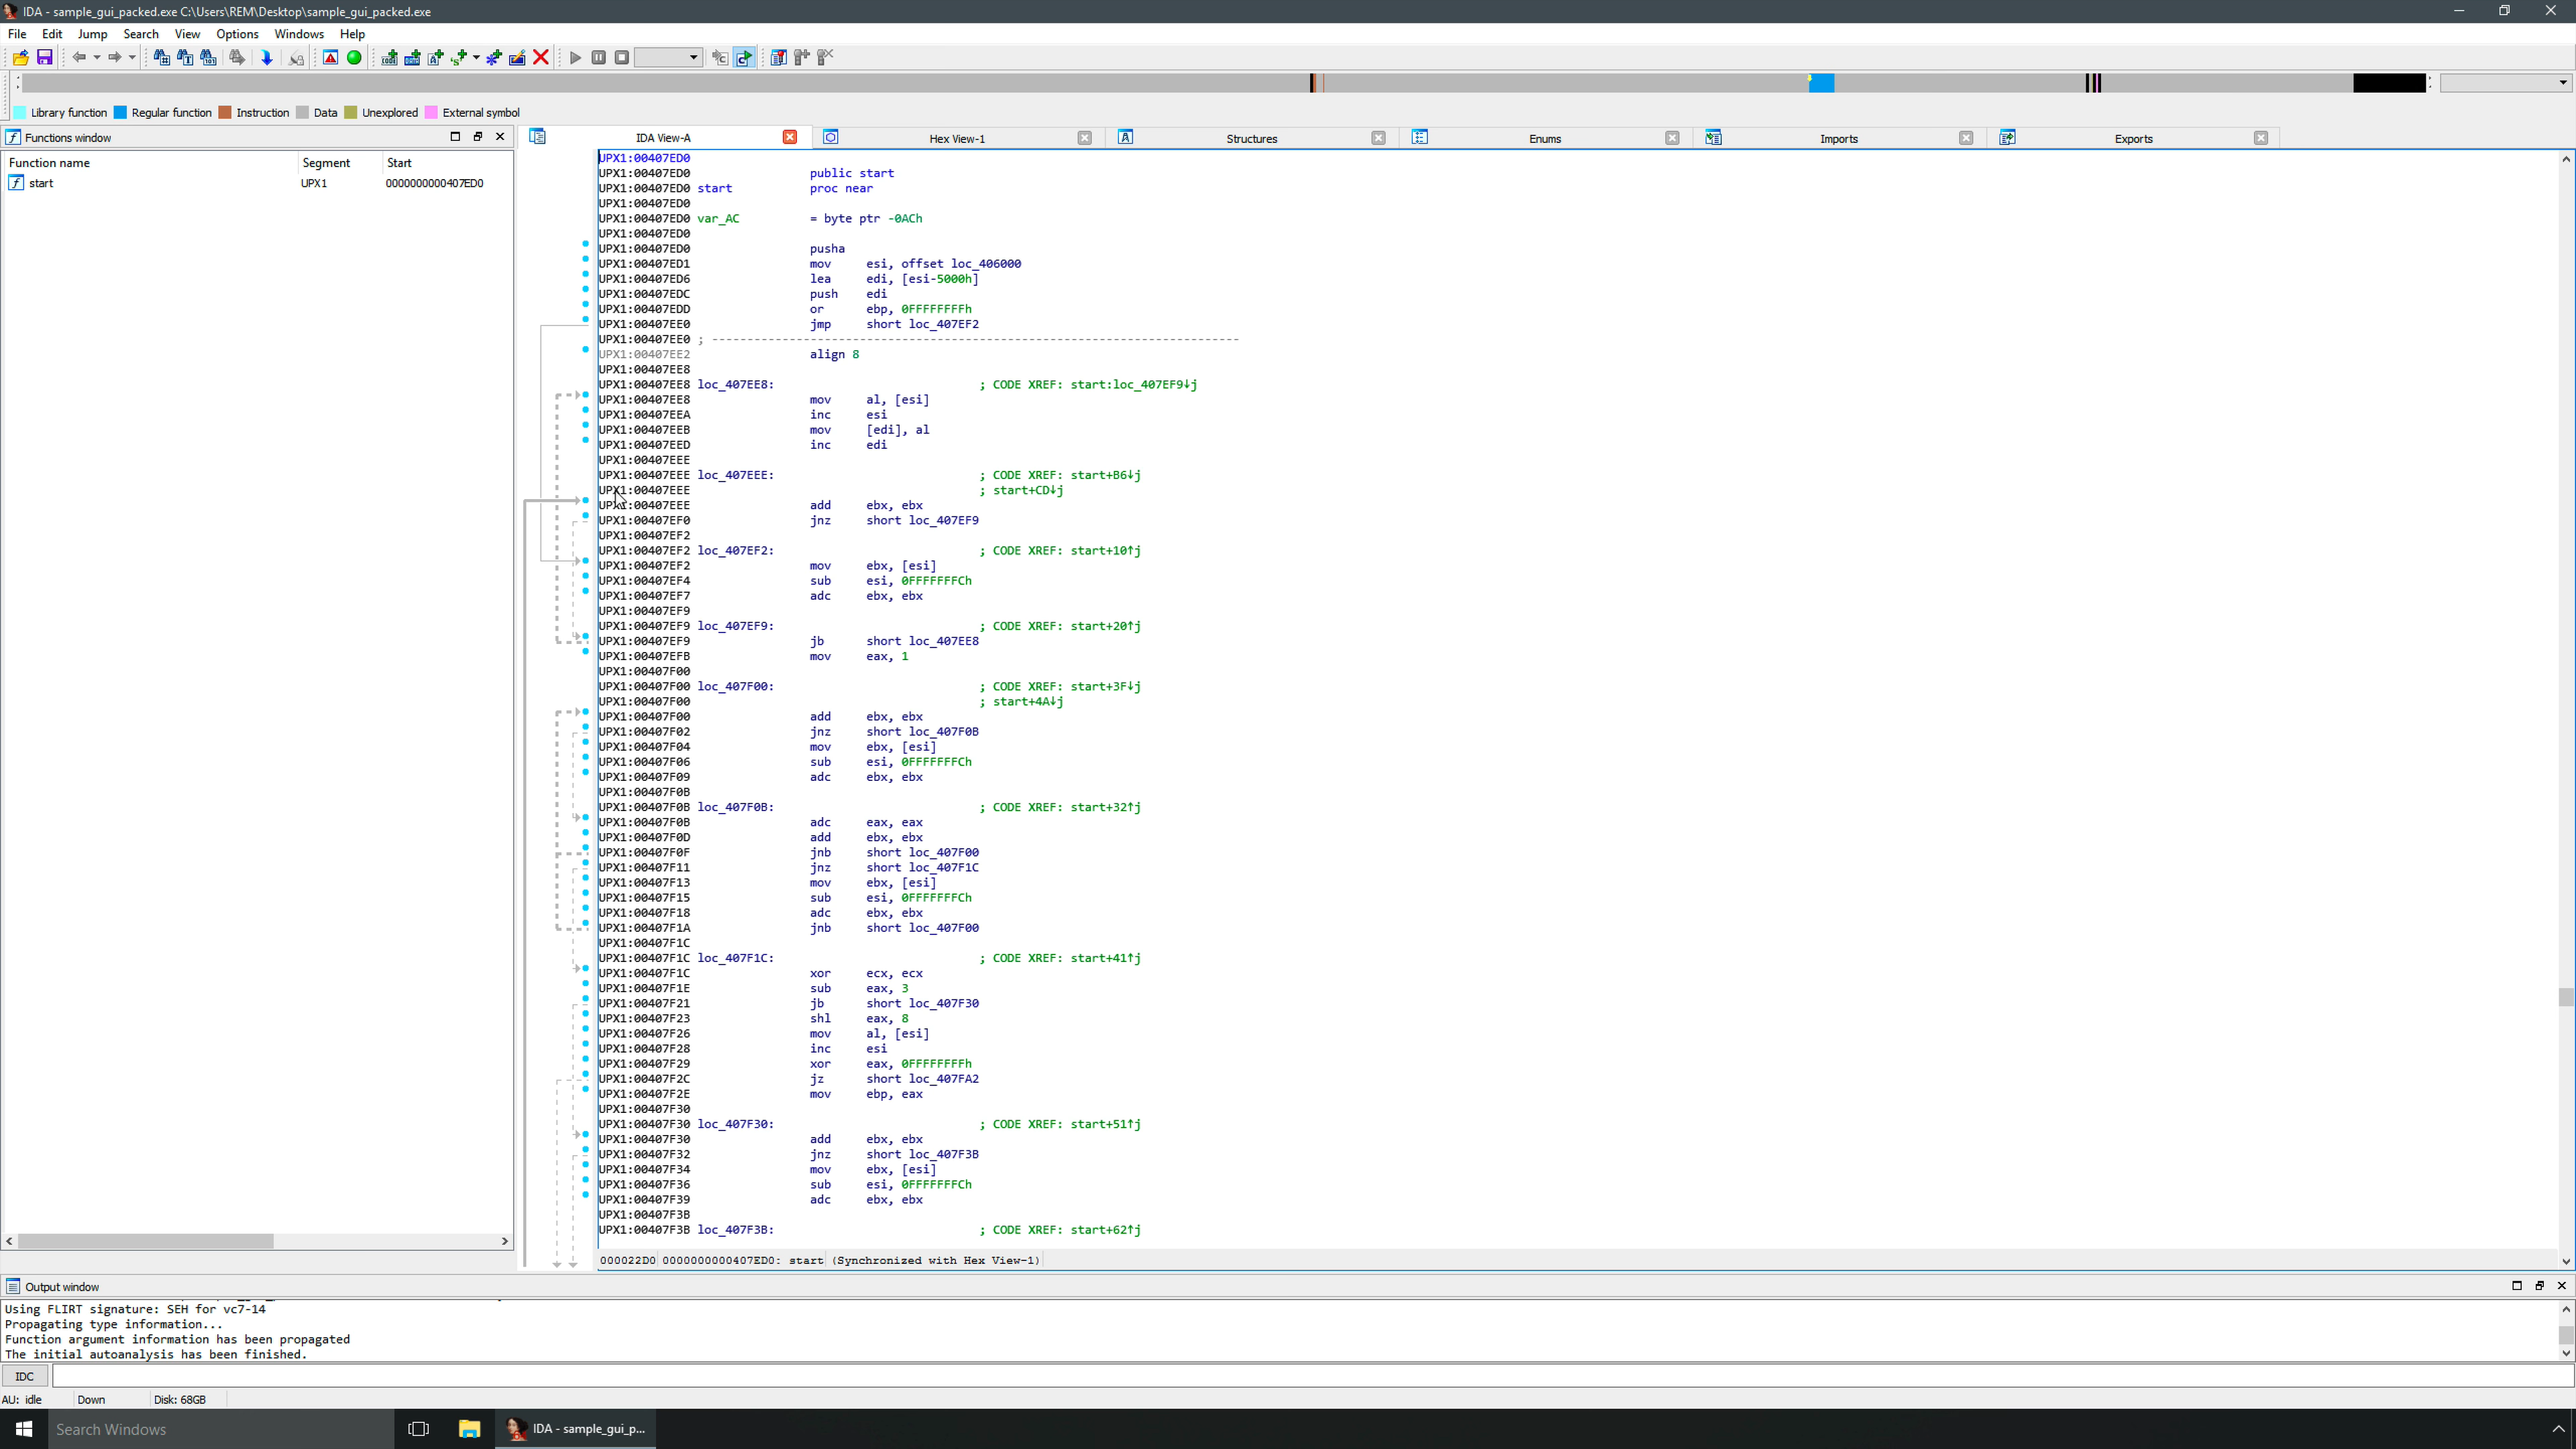 IDA - sample_gui_packed.exe C:\Users\REM\Desktop\sample_gui_packed.exe
File Edit Jump Search View Options Windows Help
Library function Regular function Instruction Data Unexplored External symbol
Functions window
IDA View-A Hex View-1 Structures Enums Imports Exports
Function name Segment Start
start UPX1 0000000000407ED0
UPX1:00407ED0
UPX1:00407ED0 public start
UPX1:00407ED0 start proc near
UPX1:00407ED0
UPX1:00407ED0 var_AC = byte ptr -0ACh
UPX1:00407ED0
UPX1:00407ED0 pusha
UPX1:00407ED1 mov esi, offset loc_406000
UPX1:00407ED6 lea edi, [esi-5000h]
UPX1:00407EDC push edi
UPX1:00407EDD or ebp, 0FFFFFFFFh
UPX1:00407EE0 jmp short loc_407EF2
UPX1:00407EE0 ; ---------------------------------------------------------------------------
UPX1:00407EE2 align 8
UPX1:00407EE8
UPX1:00407EE8 loc_407EE8: ; CODE XREF: start:loc_407EF9↓j
UPX1:00407EE8 mov al, [esi]
UPX1:00407EEA inc esi
UPX1:00407EEB mov [edi], al
UPX1:00407EED inc edi
UPX1:00407EEE
UPX1:00407EEE loc_407EEE: ; CODE XREF: start+B6↓j
UPX1:00407EEE ; start+CD↓j
UPX1:00407EEE add ebx, ebx
UPX1:00407EF0 jnz short loc_407EF9
UPX1:00407EF2
UPX1:00407EF2 loc_407EF2: ; CODE XREF: start+10↑j
UPX1:00407EF2 mov ebx, [esi]
UPX1:00407EF4 sub esi, 0FFFFFFFCh
UPX1:00407EF7 adc ebx, ebx
UPX1:00407EF9
UPX1:00407EF9 loc_407EF9: ; CODE XREF: start+20↑j
UPX1:00407EF9 jb short loc_407EE8
UPX1:00407EFB mov eax, 1
UPX1:00407F00
UPX1:00407F00 loc_407F00: ; CODE XREF: start+3F↓j
UPX1:00407F00 ; start+4A↓j
UPX1:00407F00 add ebx, ebx
UPX1:00407F02 jnz short loc_407F0B
UPX1:00407F04 mov ebx, [esi]
UPX1:00407F06 sub esi, 0FFFFFFFCh
UPX1:00407F09 adc ebx, ebx
UPX1:00407F0B
UPX1:00407F0B loc_407F0B: ; CODE XREF: start+32↑j
UPX1:00407F0B adc eax, eax
UPX1:00407F0D add ebx, ebx
UPX1:00407F0F jnb short loc_407F00
UPX1:00407F11 jnz short loc_407F1C
UPX1:00407F13 mov ebx, [esi]
UPX1:00407F15 sub esi, 0FFFFFFFCh
UPX1:00407F18 adc ebx, ebx
UPX1:00407F1A jnb short loc_407F00
UPX1:00407F1C
UPX1:00407F1C loc_407F1C: ; CODE XREF: start+41↑j
UPX1:00407F1C xor ecx, ecx
UPX1:00407F1E sub eax, 3
UPX1:00407F21 jb short loc_407F30
UPX1:00407F23 shl eax, 8
UPX1:00407F26 mov al, [esi]
UPX1:00407F28 inc esi
UPX1:00407F29 xor eax, 0FFFFFFFFh
UPX1:00407F2C jz short loc_407FA2
UPX1:00407F2E mov ebp, eax
UPX1:00407F30
UPX1:00407F30 loc_407F30: ; CODE XREF: start+51↑j
UPX1:00407F30 add ebx, ebx
UPX1:00407F32 jnz short loc_407F3B
UPX1:00407F34 mov ebx, [esi]
UPX1:00407F36 sub esi, 0FFFFFFFCh
UPX1:00407F39 adc ebx, ebx
UPX1:00407F3B
UPX1:00407F3B loc_407F3B: ; CODE XREF: start+62↑j
000022D0 0000000000407ED0: start (Synchronized with Hex View-1)
Output window
Using FLIRT signature: SEH for vc7-14
Propagating type information...
Function argument information has been propagated
The initial autoanalysis has been finished.
IDC
AU: idle Down Disk: 68GB
Search Windows IDA - sample_gui_p...